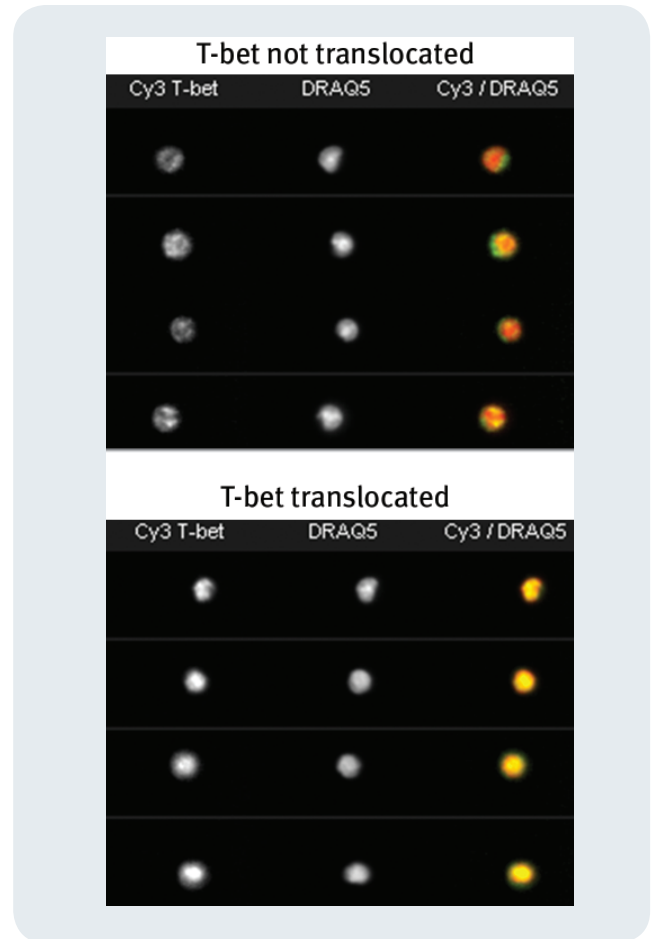 T-bet not translocated
Cy3 T-bet DRAQ5 Cy3 / DRAQ5
T-bet translocated
Cy3 T-bet DRAQ5 Cy3 / DRAQ5